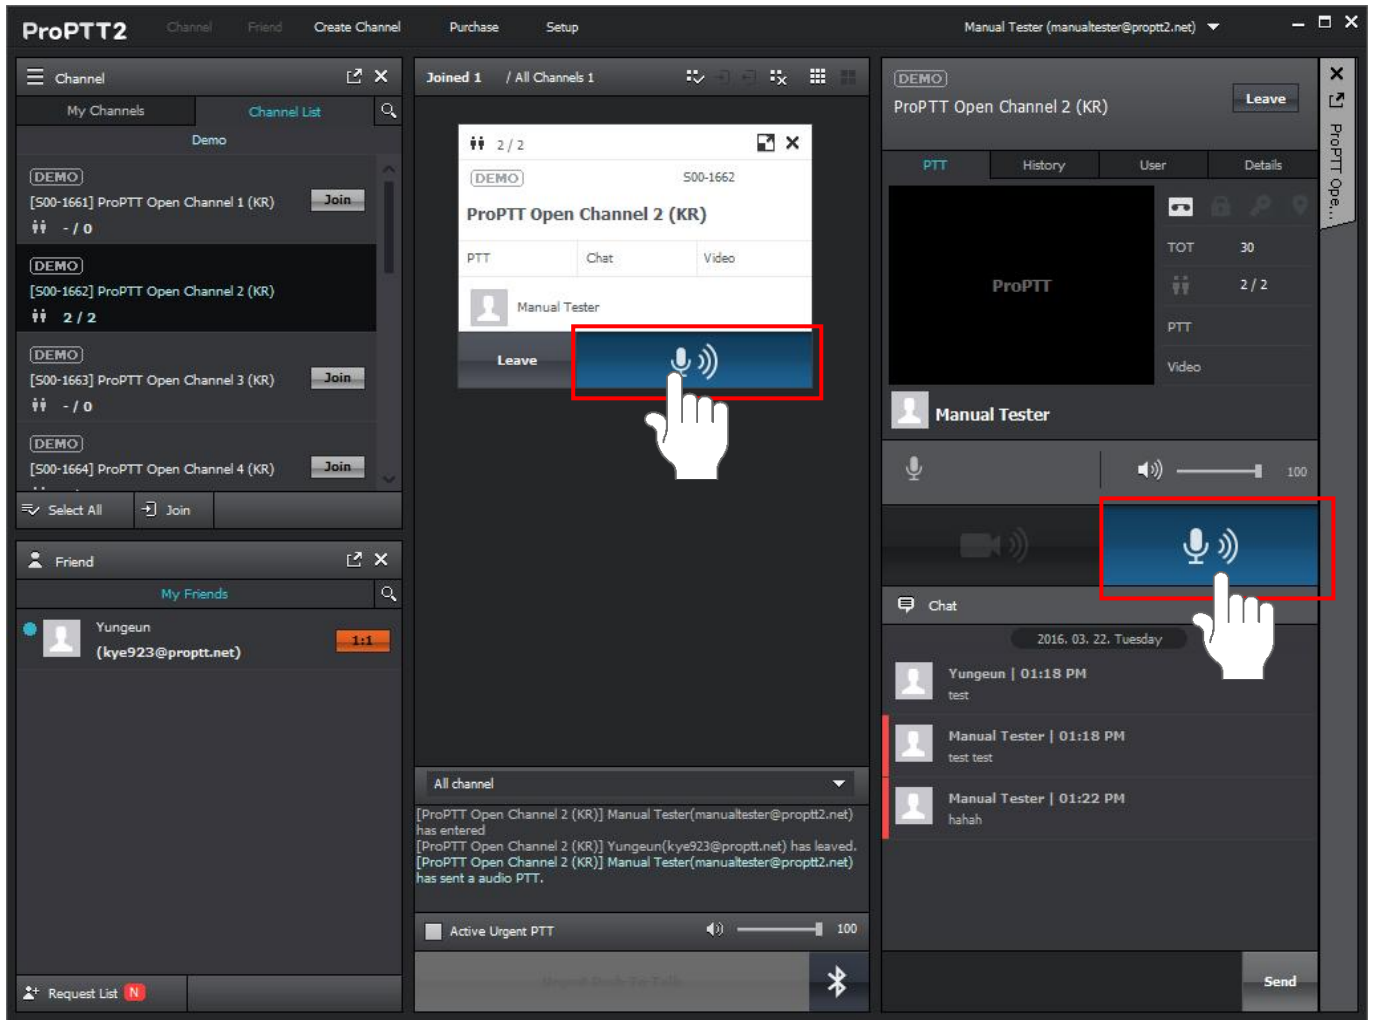 ProPTT2
Channel
Friend
Create Channel
Purchase
Setup
Manual Tester (manualtester@proptt2.net)
Channel
My Channels
Channel List
Demo
DEMO
[S00-1661] ProPTT Open Channel 1 (KR)
Join
- / 0
DEMO
[S00-1662] ProPTT Open Channel 2 (KR)
2 / 2
DEMO
[S00-1663] ProPTT Open Channel 3 (KR)
Join
- / 0
DEMO
[S00-1664] ProPTT Open Channel 4 (KR)
Join
Select All
Join
Friend
My Friends
Yungeun
(kye923@proptt.net)
1:1
Request List N
Joined 1 / All Channels 1
2 / 2
DEMO
S00-1662
ProPTT Open Channel 2 (KR)
PTT
Chat
Video
Manual Tester
Leave
All channel
[ProPTT Open Channel 2 (KR)] Manual Tester(manualtester@proptt2.net)
has entered
[ProPTT Open Channel 2 (KR)] Yungeun(kye923@proptt.net) has leaved.
[ProPTT Open Channel 2 (KR)] Manual Tester(manualtester@proptt2.net)
has sent a audio PTT.
Active Urgent PTT
100
Urgent Push To Talk
DEMO
ProPTT Open Channel 2 (KR)
Leave
PTT
History
User
Details
ProPTT
TOT
30
2 / 2
PTT
Video
Manual Tester
100
Chat
2016. 03. 22. Tuesday
Yungeun | 01:18 PM
test
Manual Tester | 01:18 PM
test test
Manual Tester | 01:22 PM
hahah
Send
ProPTT Ope...